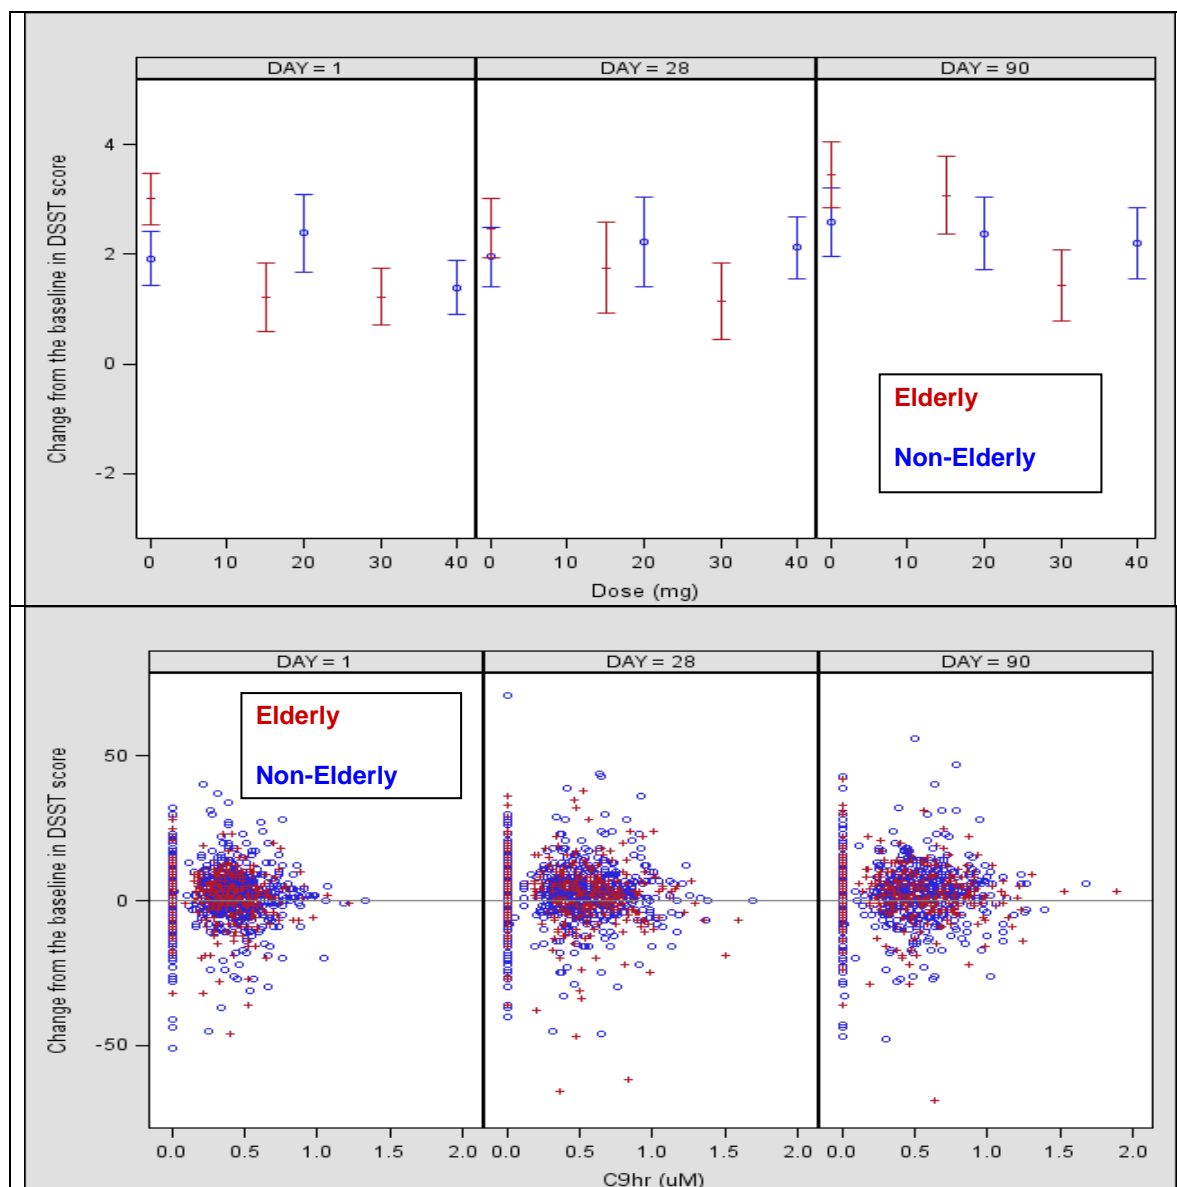 DAY = 1 DAY = 28 DAY = 90
Change from the baseline in DSST score
4
2
0
-2
Elderly
Non-Elderly
0 10 20 30 40 0 10 20 30 40 0 10 20 30 40
Dose (mg)
DAY = 1 DAY = 28 DAY = 90
Elderly
Non-Elderly
Change from the baseline in DSST score
50
0
-50
0.0 0.5 1.0 1.5 2.0 0.0 0.5 1.0 1.5 2.0 0.0 0.5 1.0 1.5 2.0
C9hr (uM)